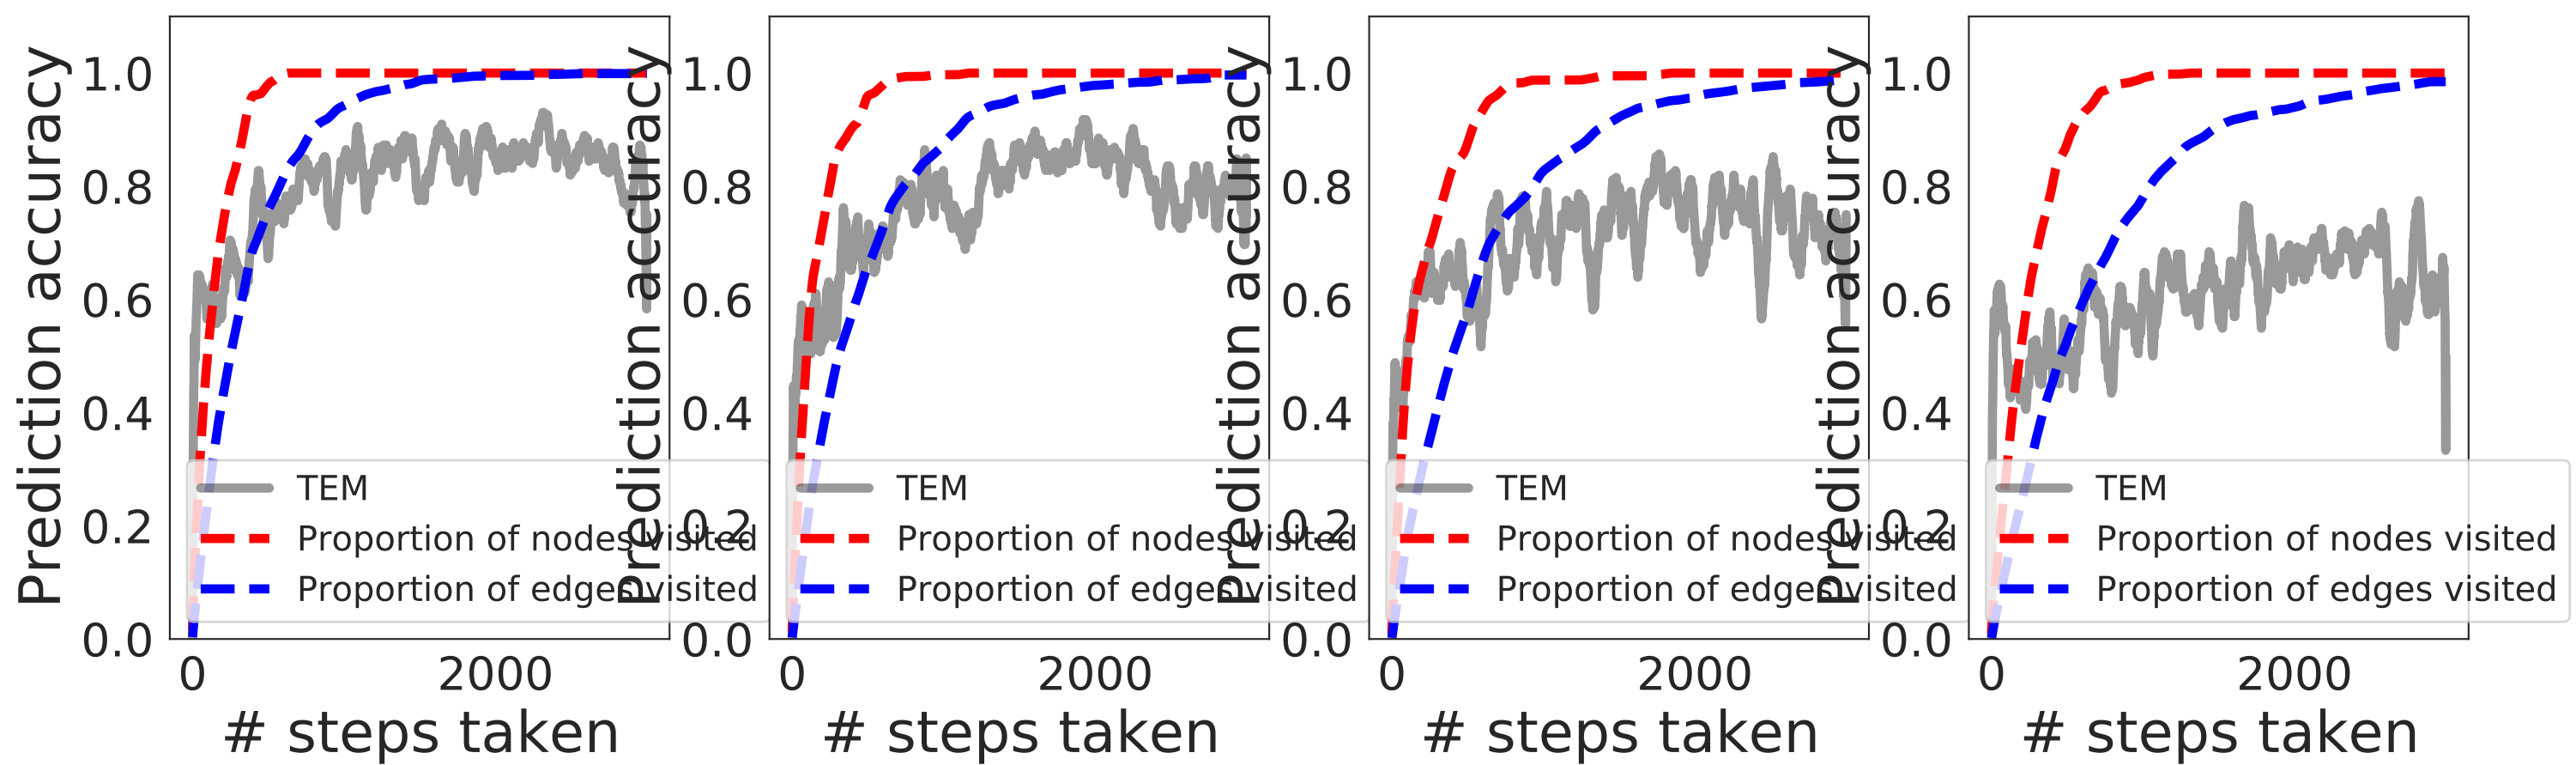 Prediction accuracy
1.0
0.8
0.6
0.4
0.2
0.0
TEM
Proportion of nodes visited
Proportion of edges visited
0 2000
# steps taken
Prediction accuracy
1.0
0.8
0.6
0.4
0.2
0.0
TEM
Proportion of nodes visited
Proportion of edges visited
0 2000
# steps taken
Prediction accuracy
1.0
0.8
0.6
0.4
0.2
0.0
TEM
Proportion of nodes visited
Proportion of edges visited
0 2000
# steps taken
Prediction accuracy
1.0
0.8
0.6
0.4
0.2
0.0
TEM
Proportion of nodes visited
Proportion of edges visited
0 2000
# steps taken